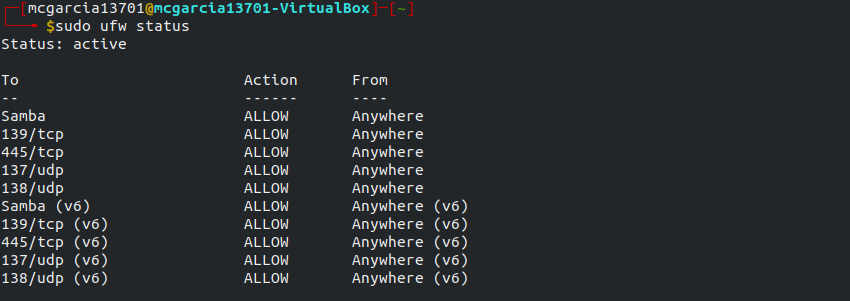 [mcgarcia13701@mcgarcia13701-VirtualBox]-[~]
$sudo ufw status
Status: active
To Action From
-- ------ ----
Samba ALLOW Anywhere
139/tcp ALLOW Anywhere
445/tcp ALLOW Anywhere
137/udp ALLOW Anywhere
138/udp ALLOW Anywhere
Samba (v6) ALLOW Anywhere (v6)
139/tcp (v6) ALLOW Anywhere (v6)
445/tcp (v6) ALLOW Anywhere (v6)
137/udp (v6) ALLOW Anywhere (v6)
138/udp (v6) ALLOW Anywhere (v6)